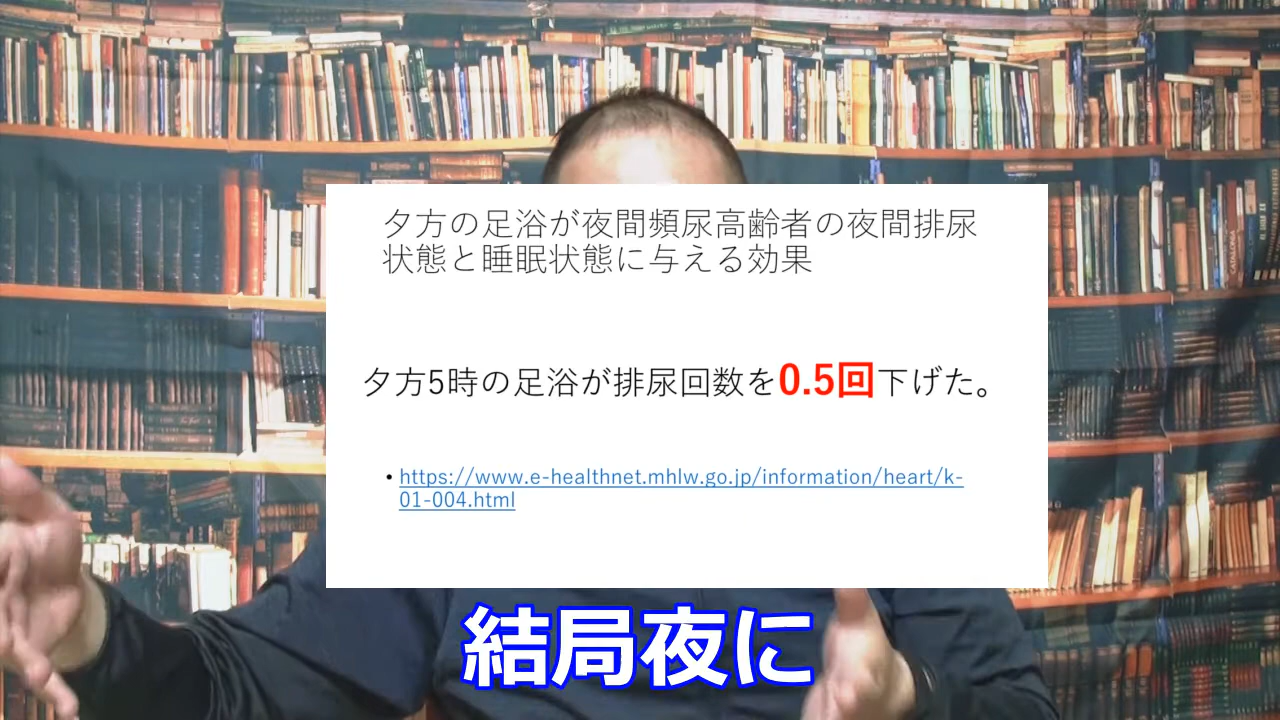 夕方の足浴が夜間頻尿高齢者の夜間排尿
状態と睡眠状態に与える効果
夕方5時の足浴が排尿回数を0.5回下げた。
• https://www.e-healthnet.mhlw.go.jp/information/heart/k-
01-004.html
結局夜に